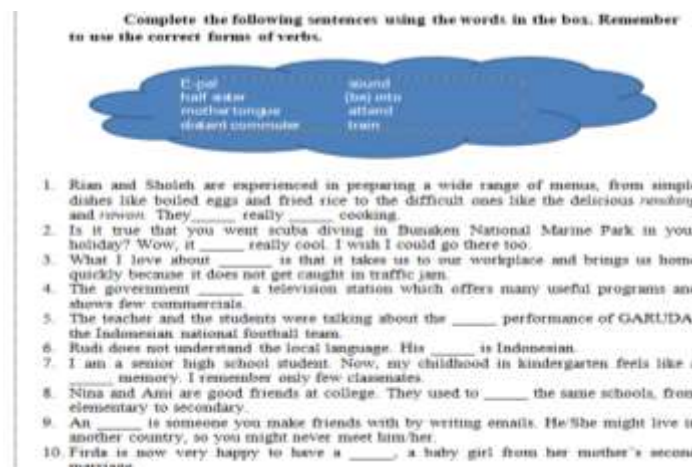 Complete the following sentences using the words in the box. Remember
to use the correct forms of verbs.
E-pal sound
half sister (be) into
mother tongue attend
distant commuter train
1. Rian and Sholeh are experienced in preparing a wide range of menus, from simple
dishes like boiled eggs and fried rice to the difficult ones like the delicious rendang
and rawon. They_____ really _____ cooking.
2. Is it true that you went scuba diving in Bunaken National Marine Park in your
holiday? Wow, it _____ really cool. I wish I could go there too.
3. What I love about ______ is that it takes us to our workplace and brings us home
quickly because it does not get caught in traffic jam.
4. The government _____ a television station which offers many useful programs and
shows few commercials.
5. The teacher and the students were talking about the _____ performance of GARUDA,
the Indonesian national football team.
6. Rudi does not understand the local language. His _____ is Indonesian.
7. I am a senior high school student. Now, my childhood in kindergarten feels like a
_____ memory. I remember only few classmates.
8. Nina and Ami are good friends at college. They used to _____ the same schools, from
elementary to secondary.
9. An _____ is someone you make friends with by writing emails. He/She might live in
another country, so you might never meet him/her.
10. Firda is now very happy to have a _____, a baby girl from her mother's second
marriage.